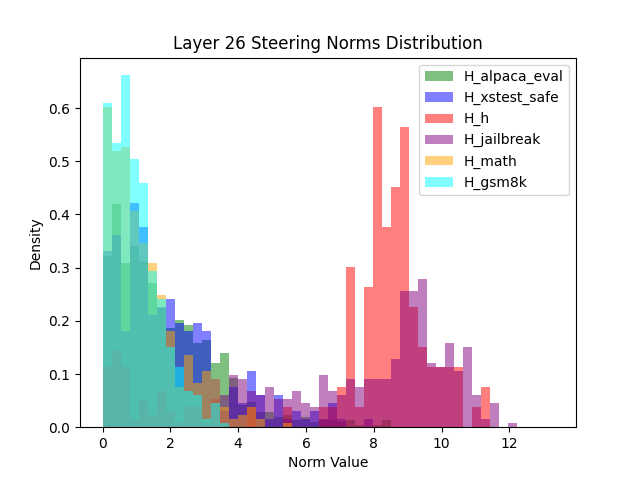 Layer 26 Steering Norms Distribution
H_alpaca_eval
H_xstest_safe
H_h
H_jailbreak
H_math
H_gsm8k
0.6
0.5
0.4
0.3
0.2
0.1
0.0
Density
0 2 4 6 8 10 12
Norm Value